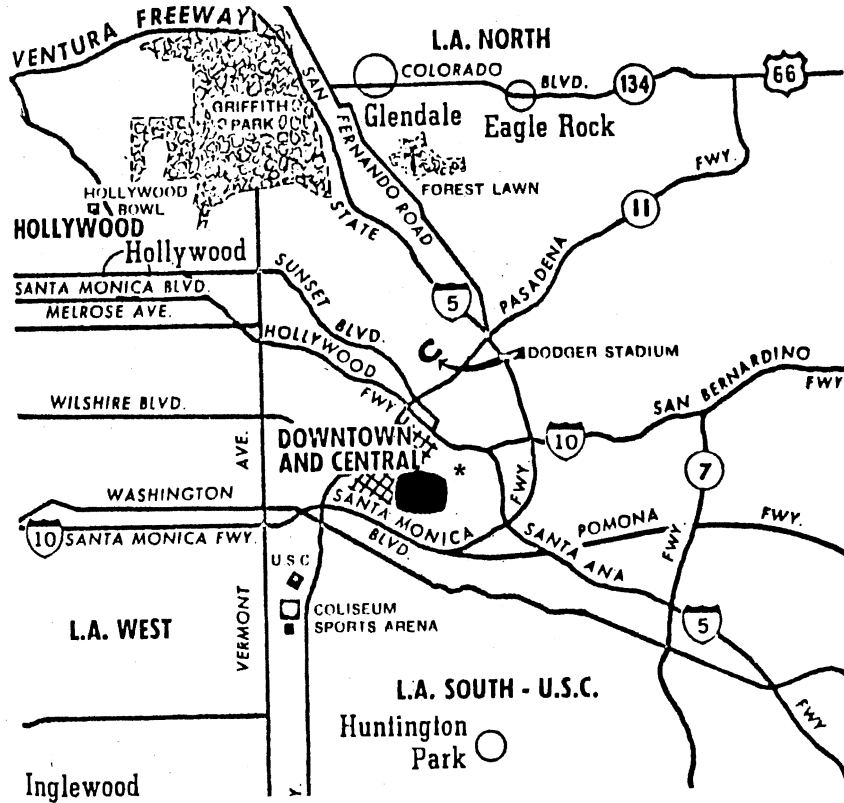 VENTURA FREEWAY
L.A. NORTH
COLORADO
BLVD.
134
66
GRIFFITH
PARK
SAN FERNANDO ROAD
Glendale
Eagle Rock
FOREST LAWN
FWY.
11
HOLLYWOOD
BOWL
HOLLYWOOD
Hollywood
STATE
5
PASADENA
SANTA MONICA BLVD.
MELROSE AVE.
SUNSET BLVD.
HOLLYWOOD
FWY
DODGER STADIUM
WILSHIRE BLVD.
SAN BERNARDINO
FWY
DOWNTOWN
AND CENTRAL
*
AVE.
10
7
FWY.
WASHINGTON
SANTA MONICA
BLVD.
10
SANTA MONICA FWY.
SANTA ANA
POMONA
FWY.
FWY.
U.S.C
COLISEUM
SPORTS ARENA
VERMONT
L.A. WEST
5
FWY
L.A. SOUTH - U.S.C.
Huntington
Park
Inglewood
Y.